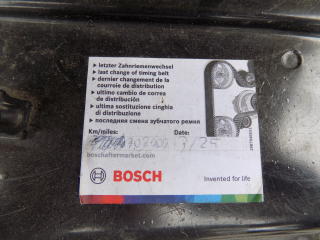 ▸ letzter Zahnriemenwechsel
▸ last change of timing belt
▸ dernier changement de la
courroie de distribution
▸ ultimo cambio de correa
de distribución
▸ ultima sostituzione cinghia
di distribuzione
▸ последняя смена зубчатого ремня
Km/miles: Date:
boschaftermarket.com
BOSCH
Invented for life